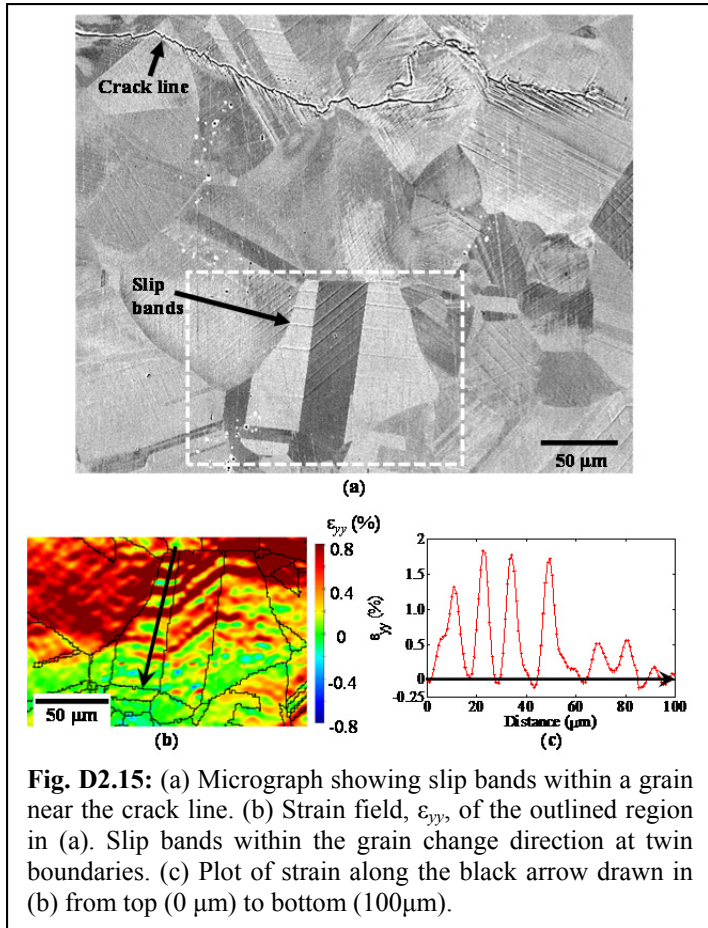 Crack line
Slip
bands
50 μm
(a)
εyy (%)
0.8
0.4
0
-0.4
-0.8
50 μm
(b)
εyy (%)
2
1.5
1.0
0.5
0
-0.25
0 20 40 60 80 100
Distance (μm)
(c)
Fig. D2.15: (a) Micrograph showing slip bands within a grain
near the crack line. (b) Strain field, εyy, of the outlined region
in (a). Slip bands within the grain change direction at twin
boundaries. (c) Plot of strain along the black arrow drawn in
(b) from top (0 μm) to bottom (100μm).